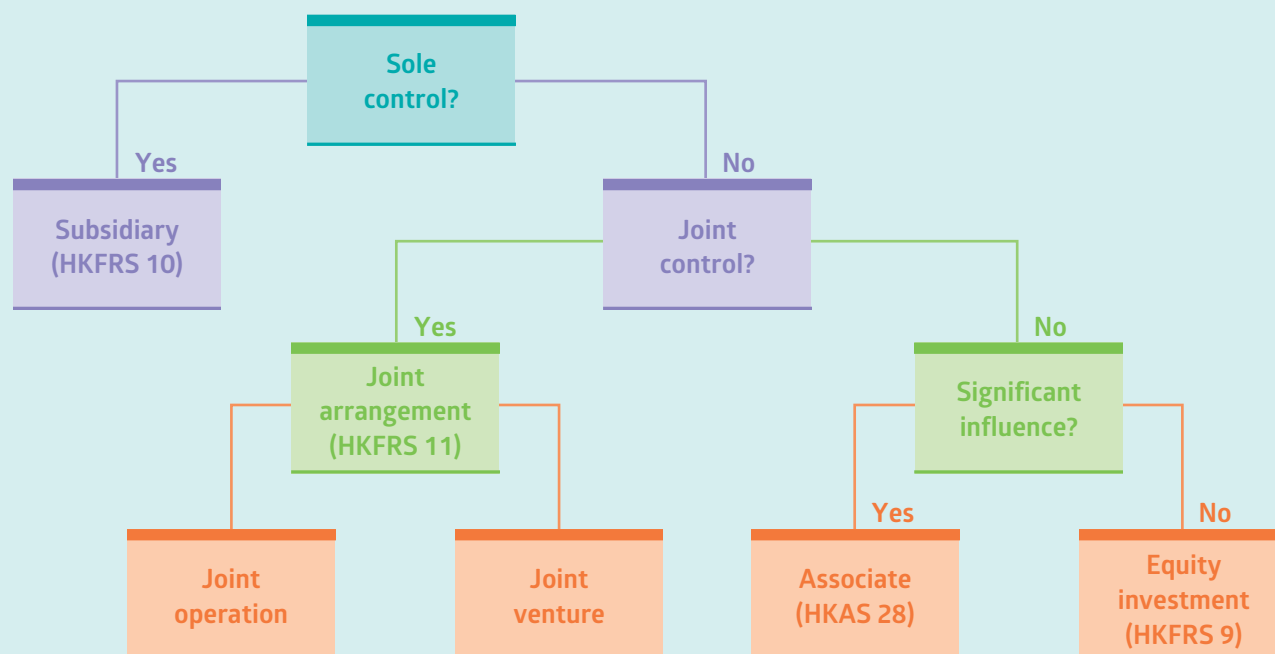 Sole
control?
Yes
No
Subsidiary
(HKFRS 10)
Joint
control?
Yes
No
Joint
arrangement
(HKFRS 11)
Significant
influence?
Yes
No
Joint
operation
Joint
venture
Associate
(HKAS 28)
Equity
investment
(HKFRS 9)